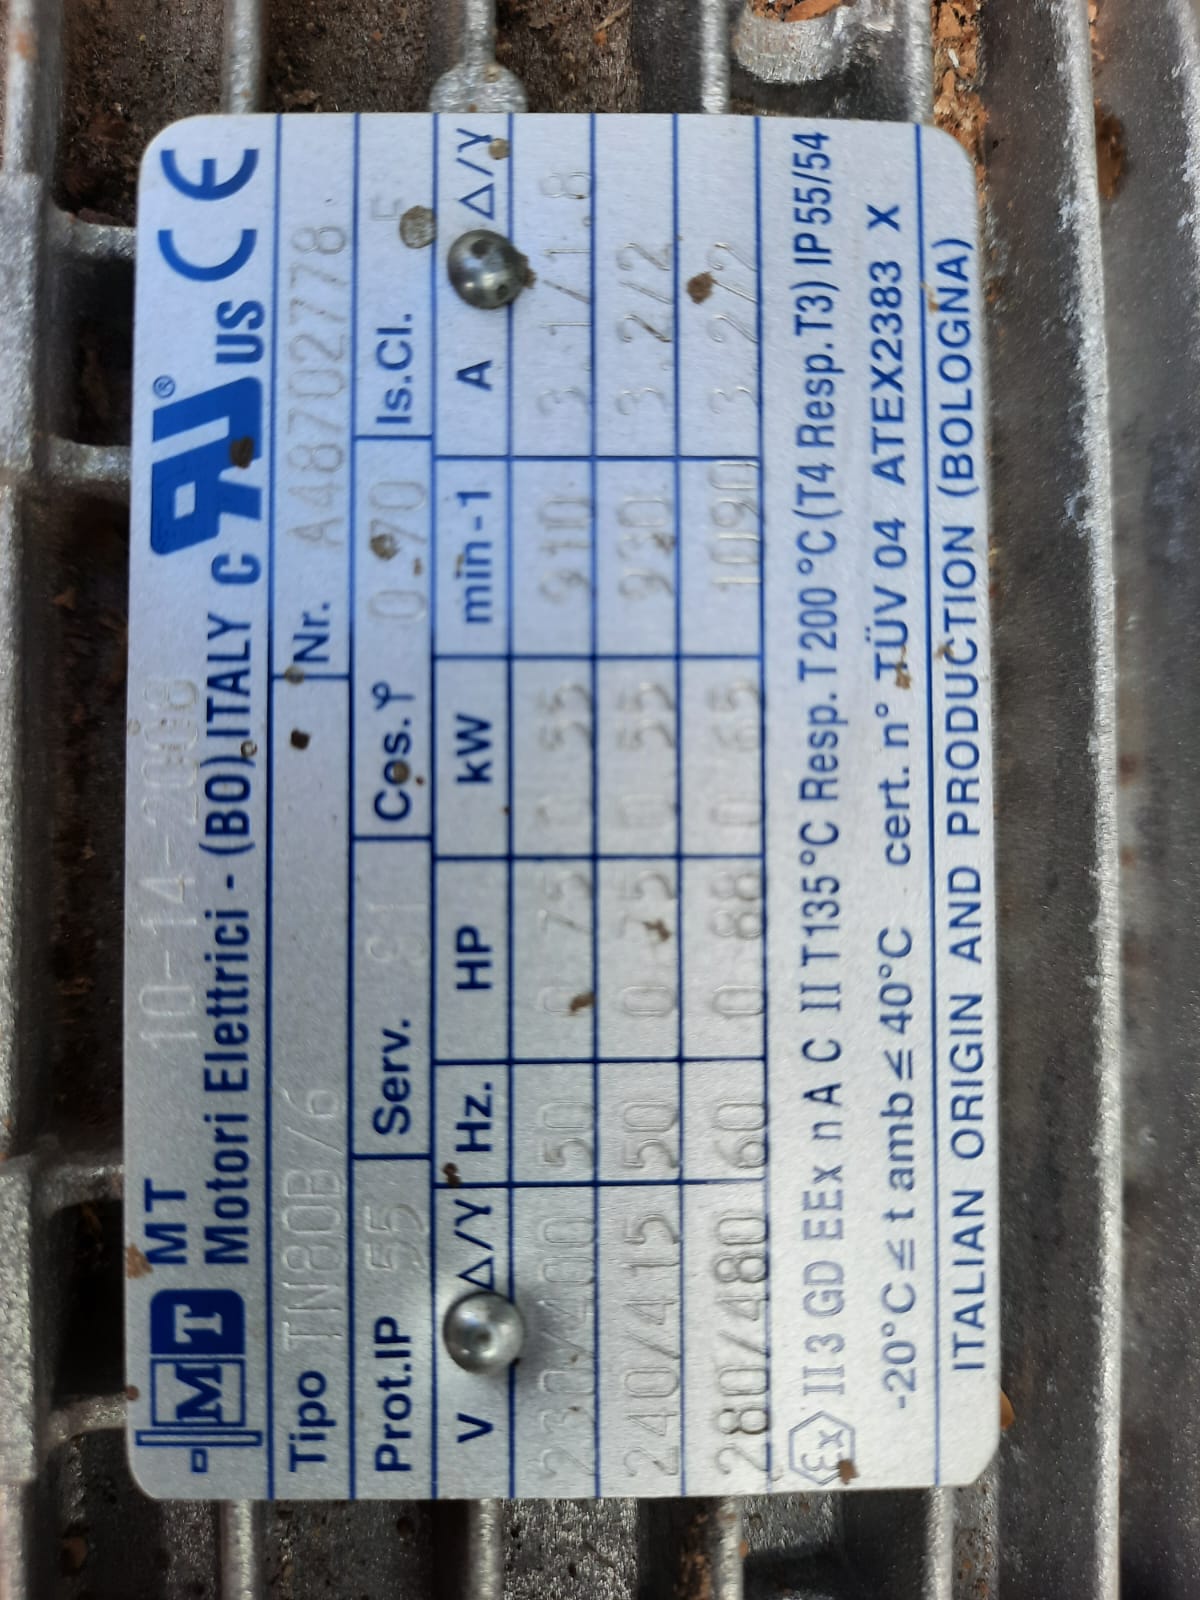 10-14-2008
MT
MT
Motori Elettrici - (BO) ITALY c RU® US CE
Tipo TN80B/6 Nr. A48702778
Prot.IP 55 Serv. S1 Cos.φ 0.70 Is.Cl. F
V Δ/Y Hz. HP kW min-1 A Δ/Y
230/400 50 0.75 0.55 910 3.1/1.8
240/415 50 0.75 0.55 930 3.2/2
280/480 60 0.88 0.65 1090 3.2/2
Ex II 3 GD EEx n A C II T135°C Resp. T200°C (T4 Resp. T3) IP55/54
-20°C ≤ t amb ≤ 40°C cert. n° TÜV 04 ATEX2383 X
ITALIAN ORIGIN AND PRODUCTION (BOLOGNA)